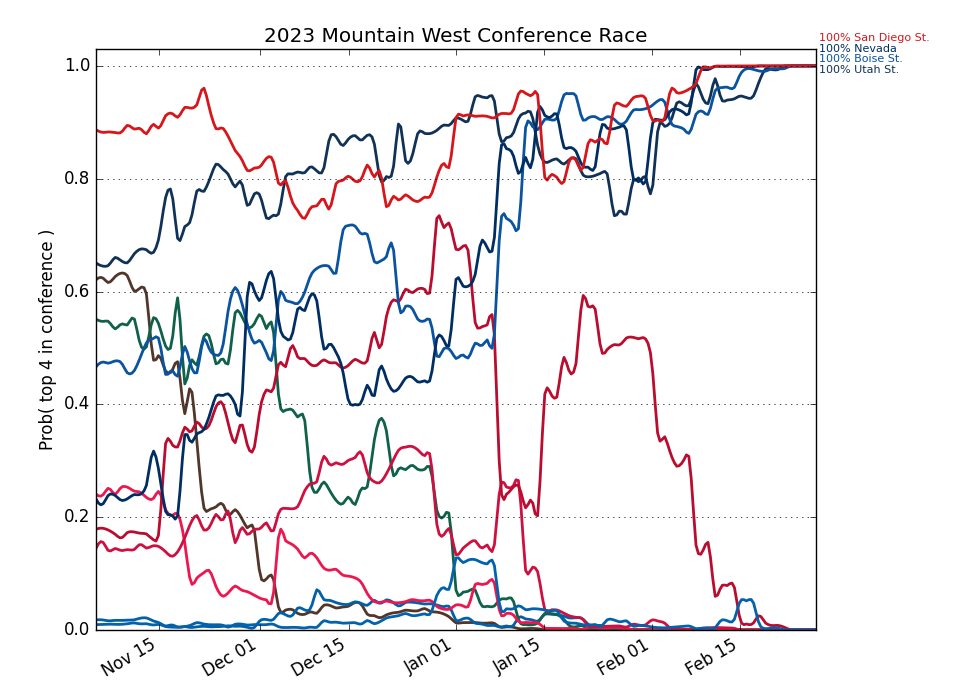 2023 Mountain West Conference Race
100% San Diego St.
100% Nevada
100% Boise St.
100% Utah St.
Prob( top 4 in conference )
1.0
0.8
0.6
0.4
0.2
0.0
Nov 15
Dec 01
Dec 15
Jan 01
Jan 15
Feb 01
Feb 15